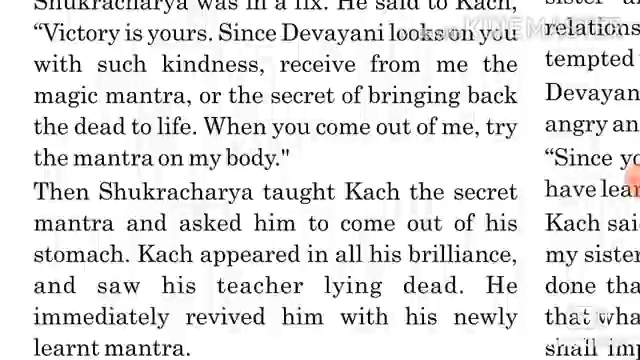 Shukracharya was in a fix. He said to Kach,
"Victory is yours. Since Devayani looks on you
with such kindness, receive from me the
magic mantra, or the secret of bringing back
the dead to life. When you come out of me, try
the mantra on my body."
Then Shukracharya taught Kach the secret
mantra and asked him to come out of his
stomach. Kach appeared in all his brilliance,
and saw his teacher lying dead. He
immediately revived him with his newly
learnt mantra.
relations
tempted
Devayan
angry an
"Since yo
have lear
Kach said
my sister
done tha
that wha
shall imp
KINEMASTER